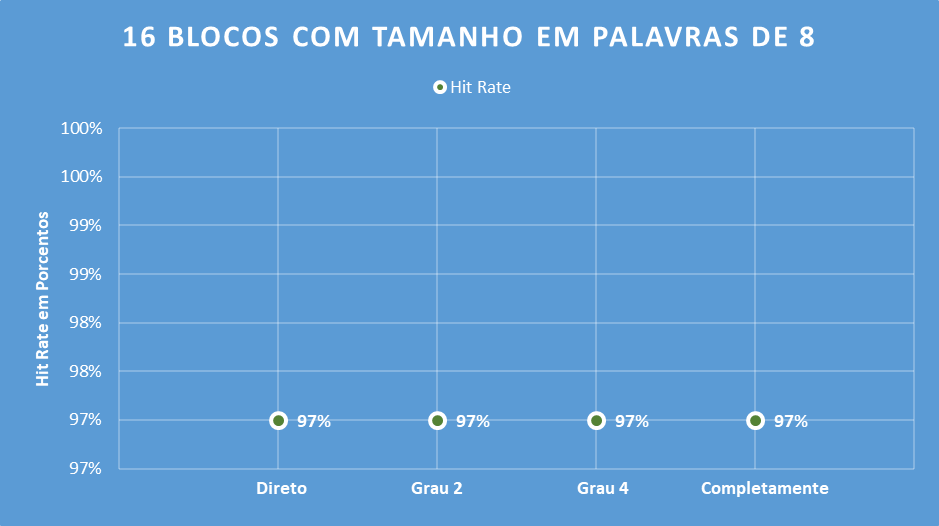 16 BLOCOS COM TAMANHO EM PALAVRAS DE 8
Hit Rate
Hit Rate em Porcentos
100%
100%
99%
99%
98%
98%
97%
97%
97% 97% 97% 97%
Direto Grau 2 Grau 4 Completamente